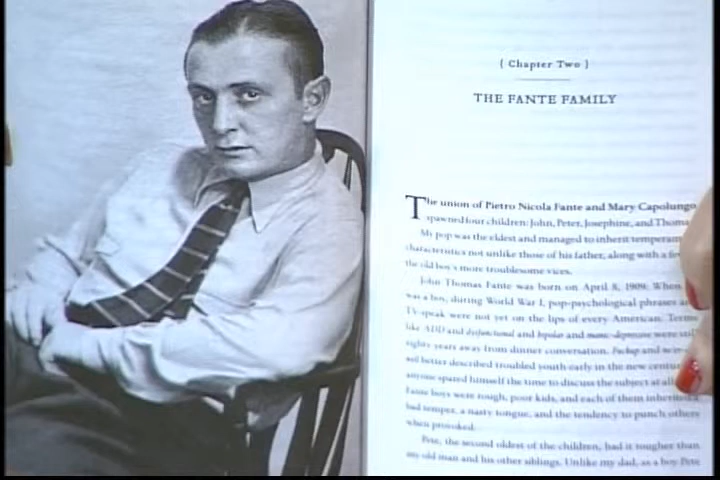 { Chapter Two }
THE FANTE FAMILY
The union of Pietro Nicola Fante and Mary Capolungo
spawned four children: John, Peter, Josephine, and Thoma
My pop was the eldest and managed to inherit temperam
characteristics not unlike those of his father, along with a few
the old boy's more troublesome vices.
John Thomas Fante was born on April 8, 1909. When
was a boy, during World War I, pop-psychological phrases
TV-speak were not yet on the lips of every American. Terms
like ADD and dysfunctional and bipolar and manic-depressive were still
eighty years away from dinner conversation. Fuckup and
better described troubled youth early in the new century
anyone spared himself the time to discuss the subject at all
Fante boys were rough, poor kids, and each of them inherited
bad temper, a nasty tongue, and the tendency to punch others
when provoked.
Pete, the second oldest of the children, had it tougher than
my old man and his other siblings. Unlike my dad, as a boy Pete